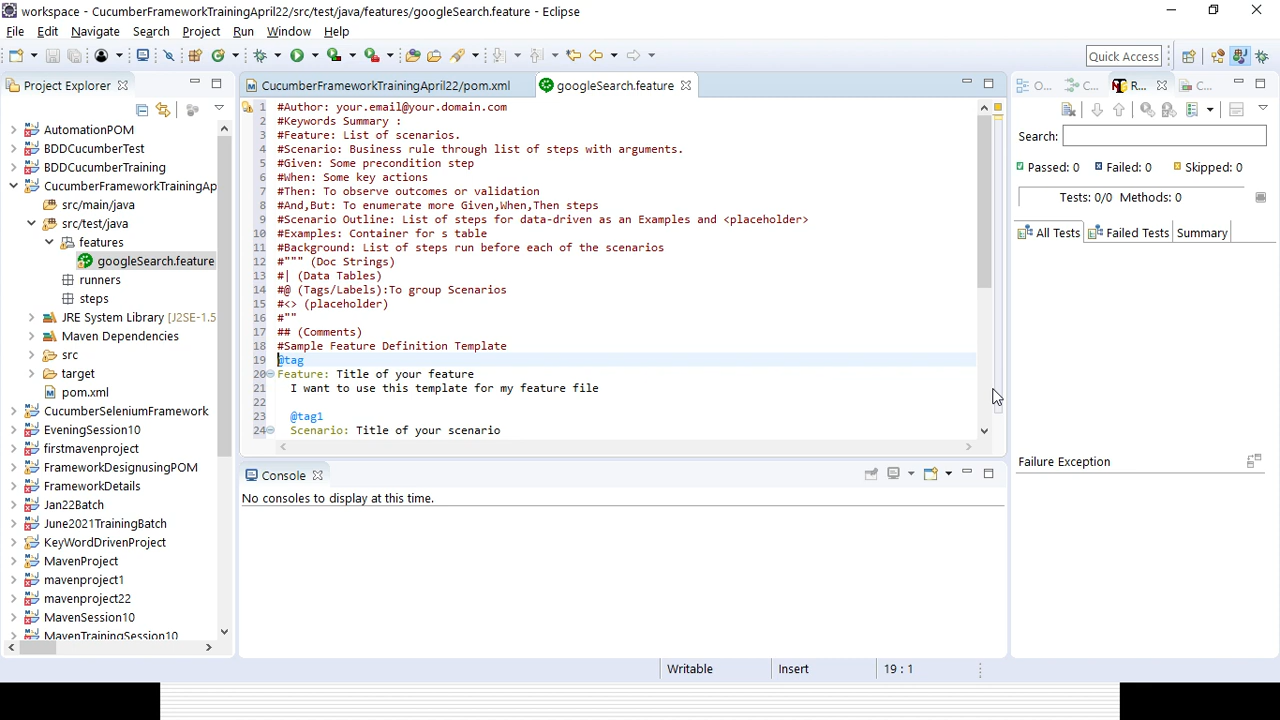 workspace - CucumberFrameworkTrainingApril22/src/test/java/features/googleSearch.feature - Eclipse
File Edit Navigate Search Project Run Window Help
Quick Access
Project Explorer
AutomationPOM
BDDCucumberTest
BDDCucumberTraining
CucumberFrameworkTrainingAp
src/main/java
src/test/java
features
googleSearch.feature
runners
steps
JRE System Library [J2SE-1.5
Maven Dependencies
src
target
pom.xml
CucumberSeleniumFramework
EveningSession10
firstmavenproject
FrameworkDesignusingPOM
FrameworkDetails
Jan22Batch
June2021TrainingBatch
KeyWordDrivenProject
MavenProject
mavenproject1
mavenproject22
MavenSession10
MavenTrainingSession10
CucumberFrameworkTrainingApril22/pom.xml googleSearch.feature
1 #Author: your.email@your.domain.com
2 #Keywords Summary :
3 #Feature: List of scenarios.
4 #Scenario: Business rule through list of steps with arguments.
5 #Given: Some precondition step
6 #When: Some key actions
7 #Then: To observe outcomes or validation
8 #And,But: To enumerate more Given,When,Then steps
9 #Scenario Outline: List of steps for data-driven as an Examples and <placeholder>
10 #Examples: Container for s table
11 #Background: List of steps run before each of the scenarios
12 #""" (Doc Strings)
13 #| (Data Tables)
14 #@ (Tags/Labels):To group Scenarios
15 #<> (placeholder)
16 #""
17 ## (Comments)
18 #Sample Feature Definition Template
19 @tag
20 Feature: Title of your feature
21 I want to use this template for my feature file
22
23 @tag1
24 Scenario: Title of your scenario
Console
No consoles to display at this time.
O... C... R... C...
Search:
Passed: 0 Failed: 0 Skipped: 0
Tests: 0/0 Methods: 0
All Tests Failed Tests Summary
Failure Exception
Writable Insert 19 : 1